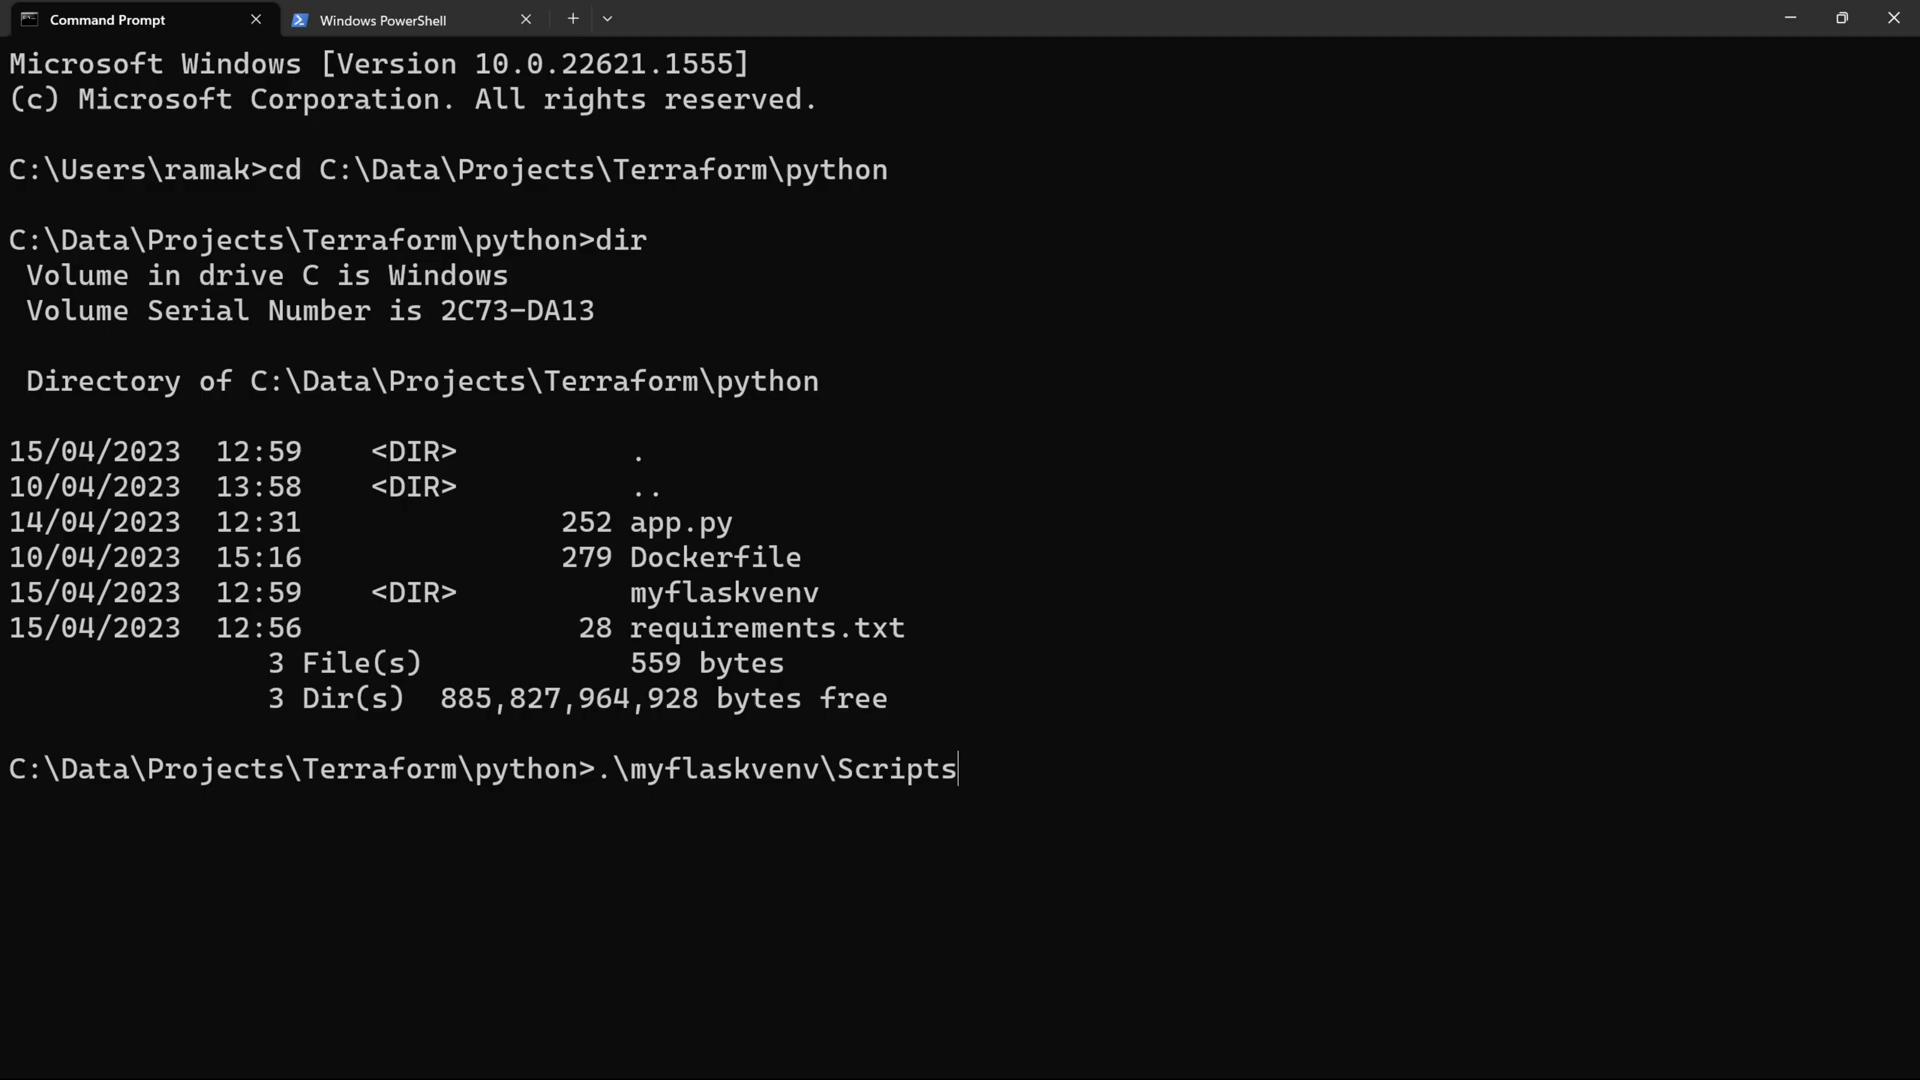 Command Prompt
Windows PowerShell
Microsoft Windows [Version 10.0.22621.1555]
(c) Microsoft Corporation. All rights reserved.
C:\Users\ramak>cd C:\Data\Projects\Terraform\python
C:\Data\Projects\Terraform\python>dir
Volume in drive C is Windows
Volume Serial Number is 2C73-DA13
Directory of C:\Data\Projects\Terraform\python
15/04/2023  12:59    <DIR>          .
10/04/2023  13:58    <DIR>          ..
14/04/2023  12:31               252 app.py
10/04/2023  15:16               279 Dockerfile
15/04/2023  12:59    <DIR>          myflaskvenv
15/04/2023  12:56                28 requirements.txt
3 File(s)            559 bytes
3 Dir(s)  885,827,964,928 bytes free
C:\Data\Projects\Terraform\python>.\myflaskvenv\Scripts